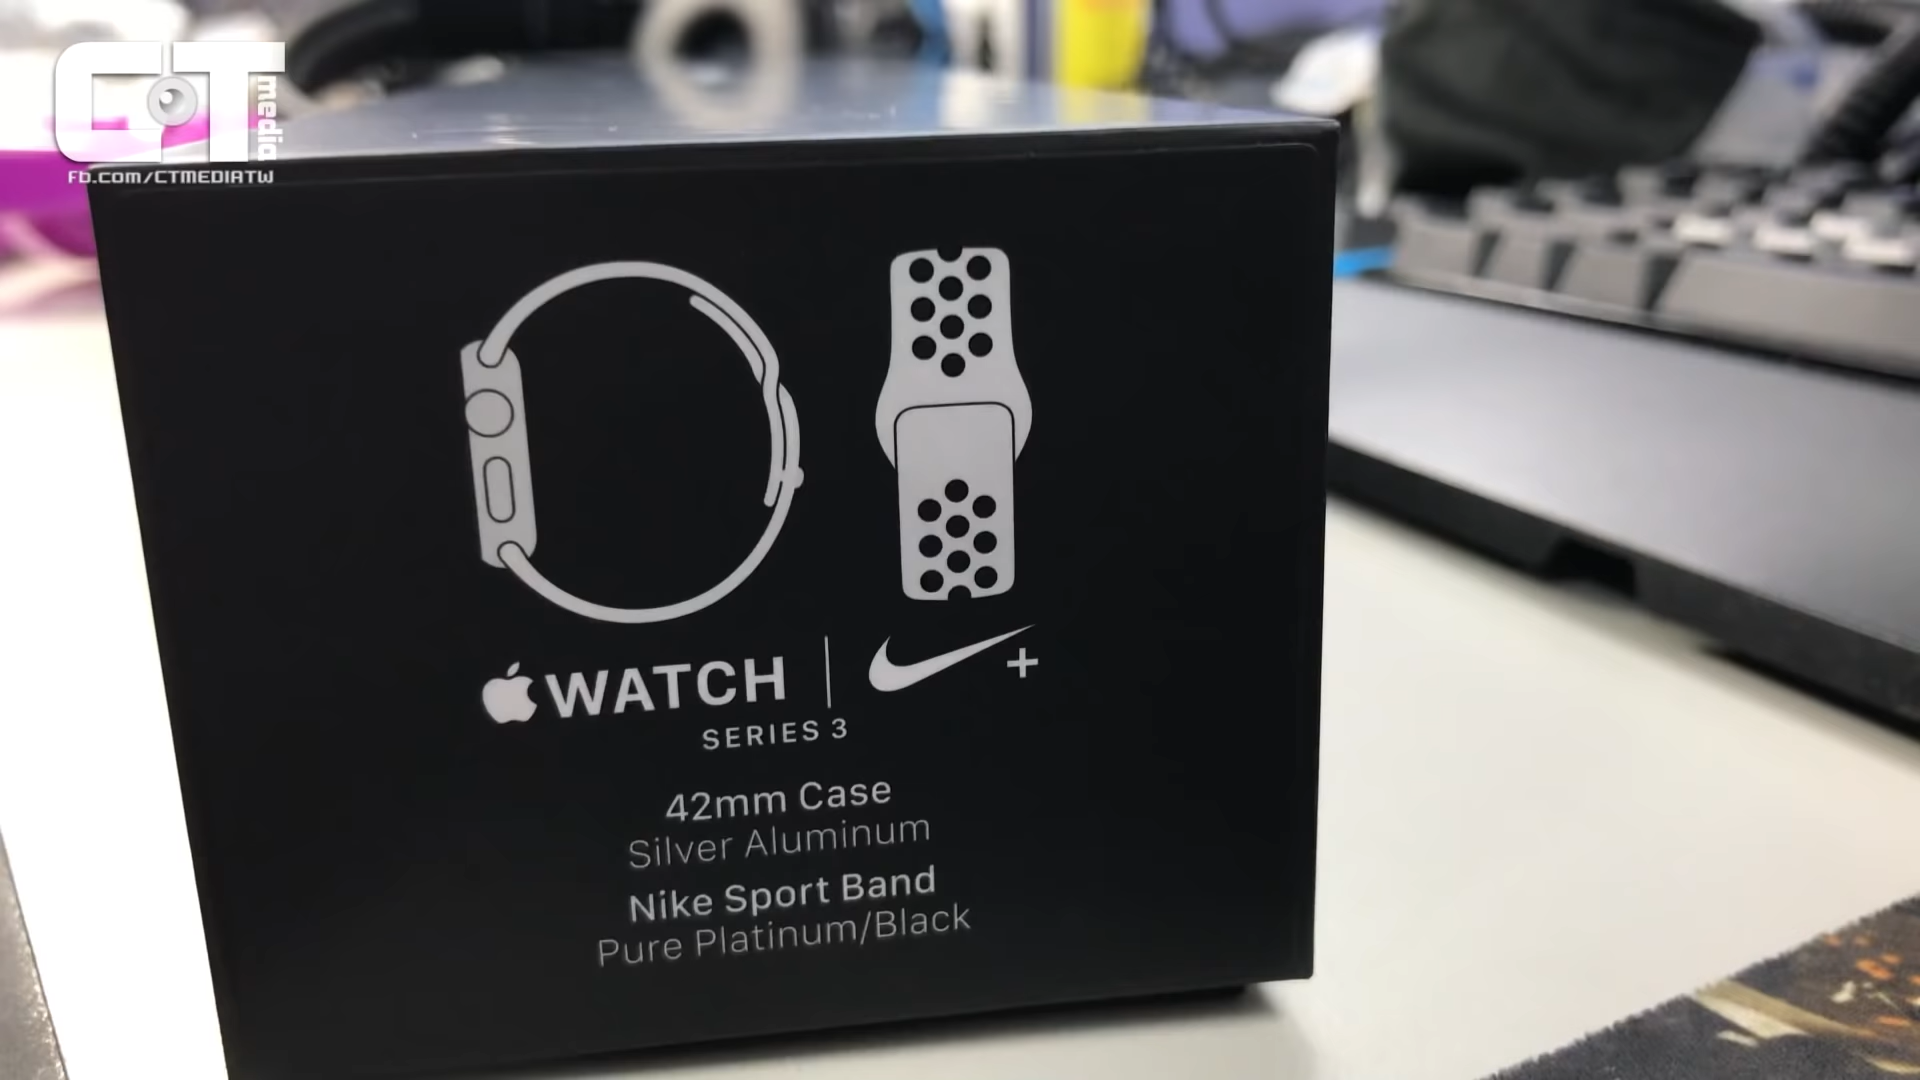 CT media
Fb.com/CTMEDIATW
WATCH | +
SERIES 3
42mm Case
Silver Aluminum
Nike Sport Band
Pure Platinum/Black